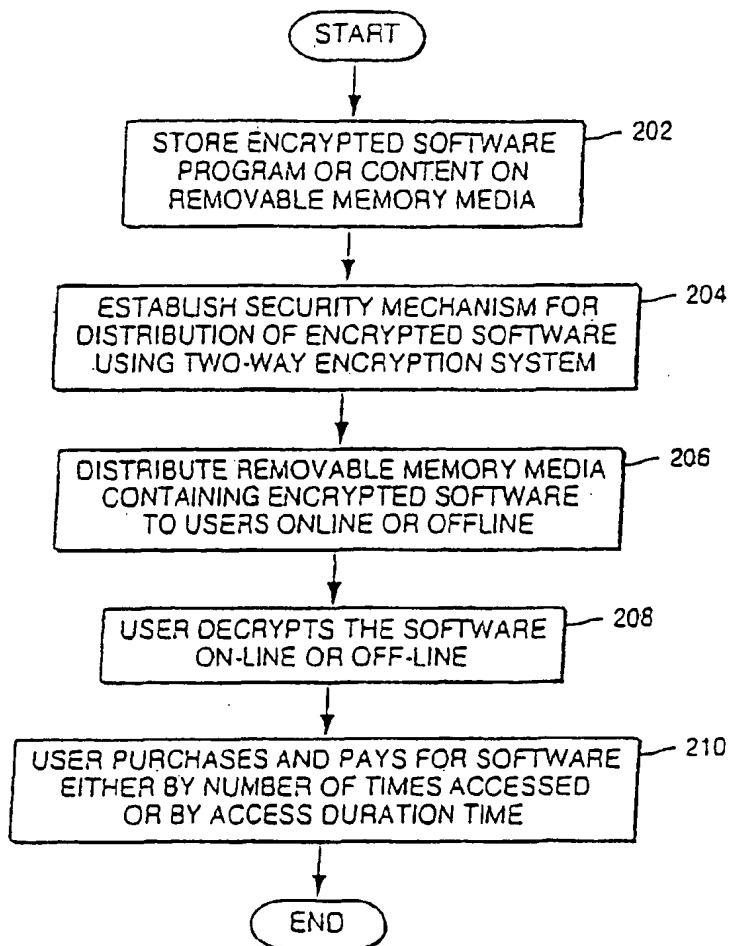 START
STORE ENCRYPTED SOFTWARE
PROGRAM OR CONTENT ON
REMOVABLE MEMORY MEDIA
202
ESTABLISH SECURITY MECHANISM FOR
DISTRIBUTION OF ENCRYPTED SOFTWARE
USING TWO-WAY ENCRYPTION SYSTEM
204
DISTRIBUTE REMOVABLE MEMORY MEDIA
CONTAINING ENCRYPTED SOFTWARE
TO USERS ONLINE OR OFFLINE
206
USER DECRYPTS THE SOFTWARE
ON-LINE OR OFF-LINE
208
USER PURCHASES AND PAYS FOR SOFTWARE
EITHER BY NUMBER OF TIMES ACCESSED
OR BY ACCESS DURATION TIME
210
END